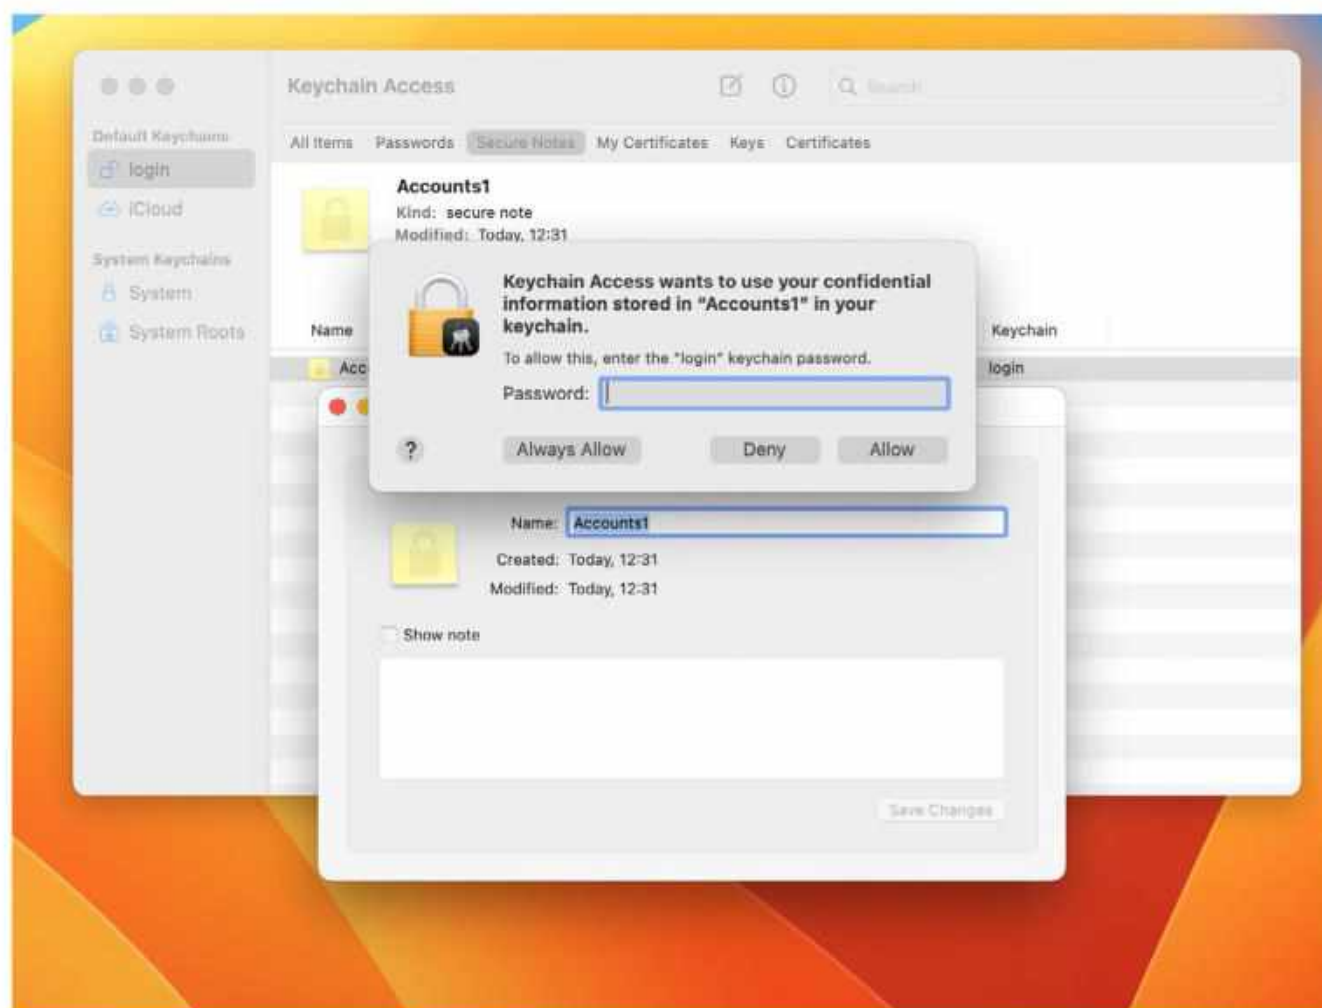 Keychain Access
Search
Default Keychains
All Items Passwords Secure Notes My Certificates Keys Certificates
login
Accounts1
iCloud
Kind: secure note
Modified: Today, 12:31
System Keychains
System
System Roots
Keychain Access wants to use your confidential
information stored in "Accounts1" in your
keychain.
To allow this, enter the "login" keychain password.
Password:
? Always Allow Deny Allow
Name Keychain
Acc login
Name: Accounts1
Created: Today, 12:31
Modified: Today, 12:31
Show note
Save Changes